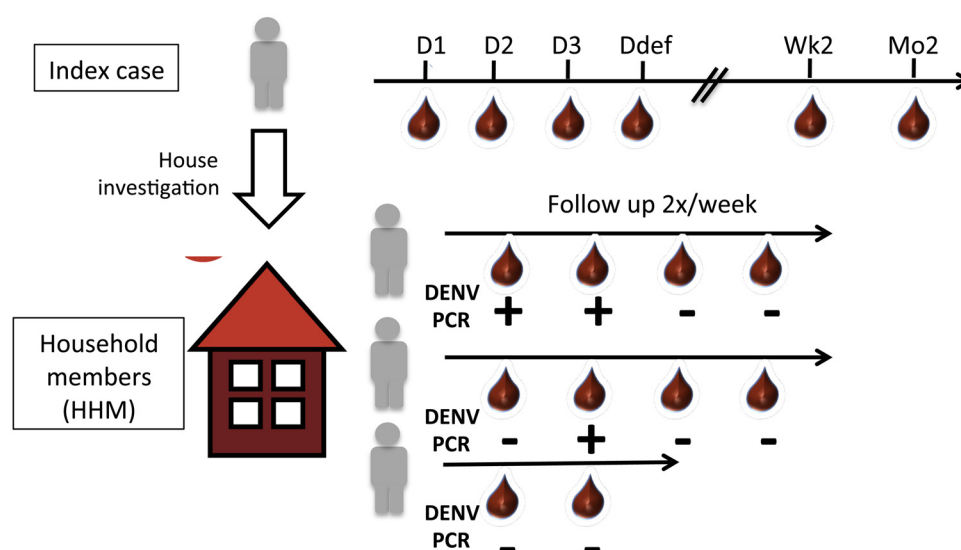 D1 D2 D3 Ddef Wk2 Mo2
Index case
House
investigation
Follow up 2x/week
DENV
PCR + + - -
Household
members
(HHM)
DENV
PCR - + - -
DENV
PCR - -